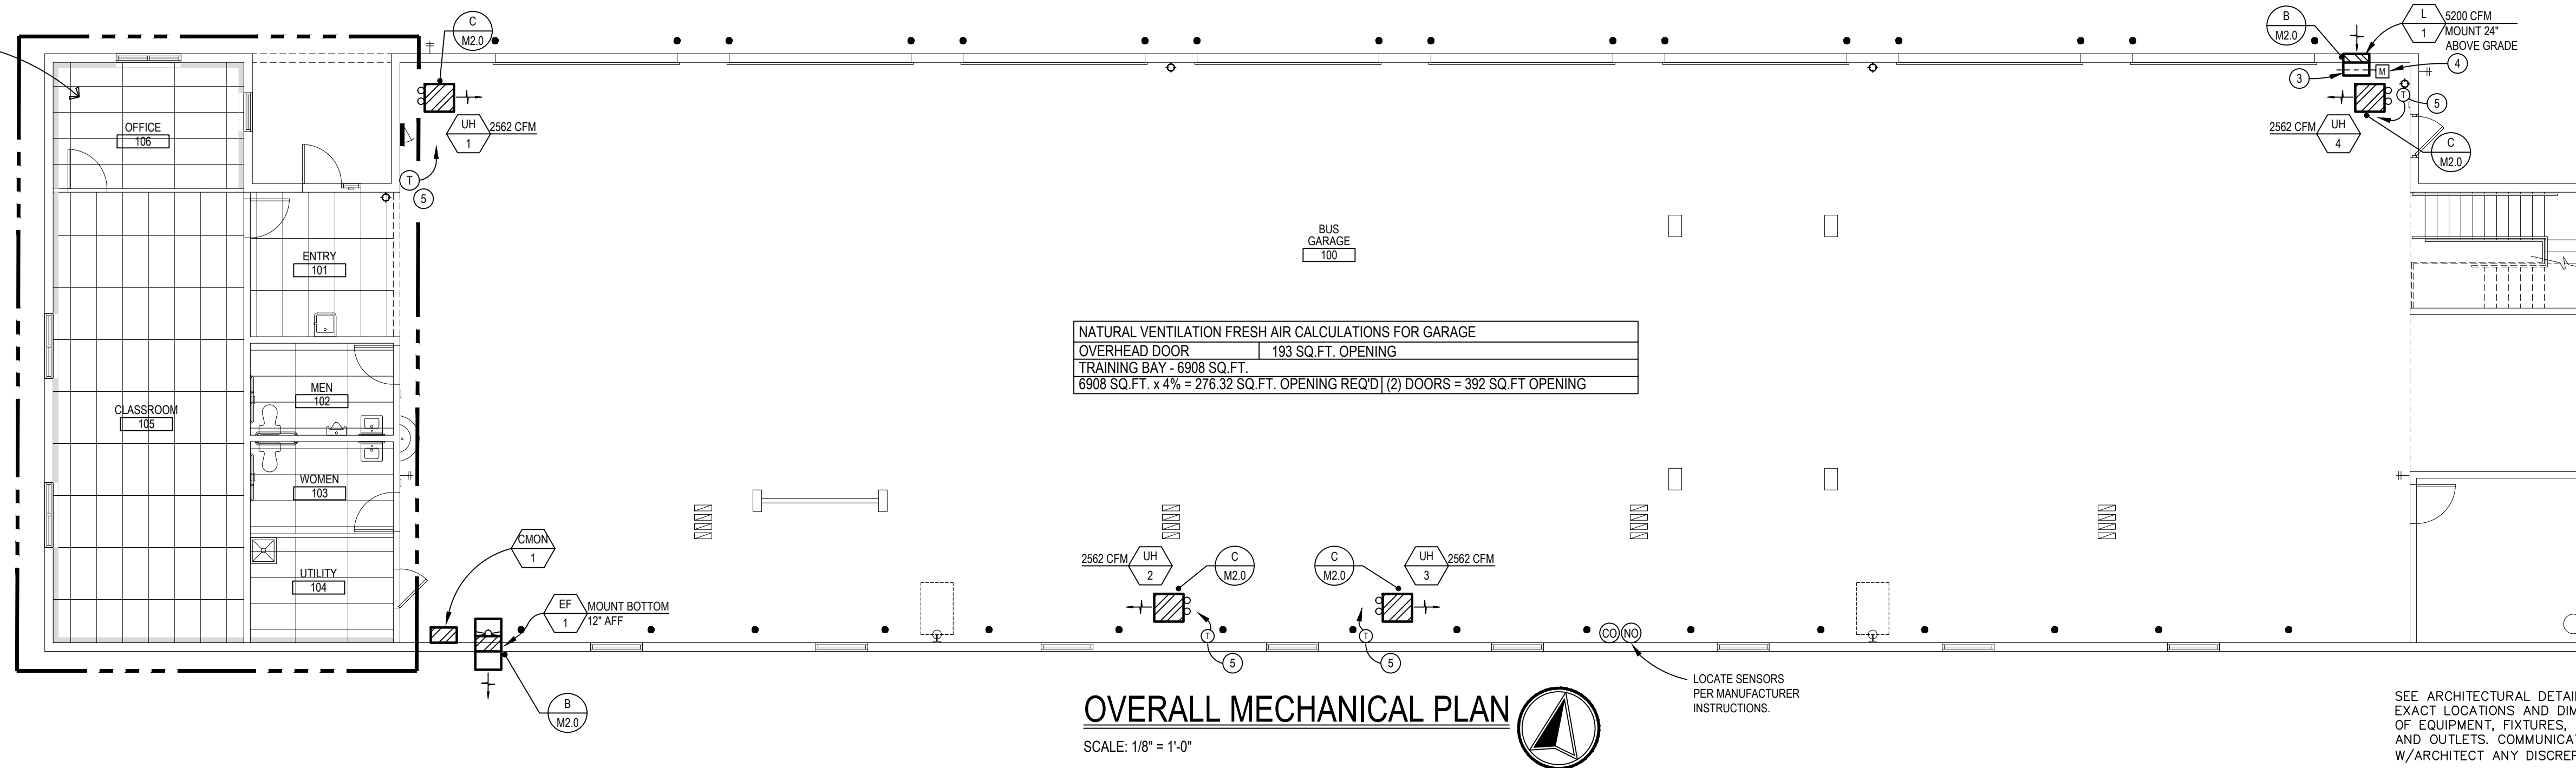 C
M2.0
B
M2.0
L
1
5200 CFM
MOUNT 24"
ABOVE GRADE
3
M
4
OFFICE
106
UH
1
2562 CFM
T
5
2562 CFM
UH
4
T
5
C
M2.0
ENTRY
101
BUS
GARAGE
100
NATURAL VENTILATION FRESH AIR CALCULATIONS FOR GARAGE
OVERHEAD DOOR 193 SQ.FT. OPENING
TRAINING BAY - 6908 SQ.FT.
6908 SQ.FT. x 4% = 276.32 SQ.FT. OPENING REQ'D (2) DOORS = 392 SQ.FT OPENING
MEN
102
CLASSROOM
105
WOMEN
103
UTILITY
104
CMON
1
EF
1
MOUNT BOTTOM
12" AFF
B
M2.0
2562 CFM
UH
2
C
M2.0
T
5
C
M2.0
UH
3
2562 CFM
T
5
CO NO
LOCATE SENSORS
PER MANUFACTURER
INSTRUCTIONS.
OVERALL MECHANICAL PLAN
SCALE: 1/8" = 1'-0"
SEE ARCHITECTURAL DETAI
EXACT LOCATIONS AND DIM
OF EQUIPMENT, FIXTURES,
AND OUTLETS. COMMUNICA
W/ARCHITECT ANY DISCREF